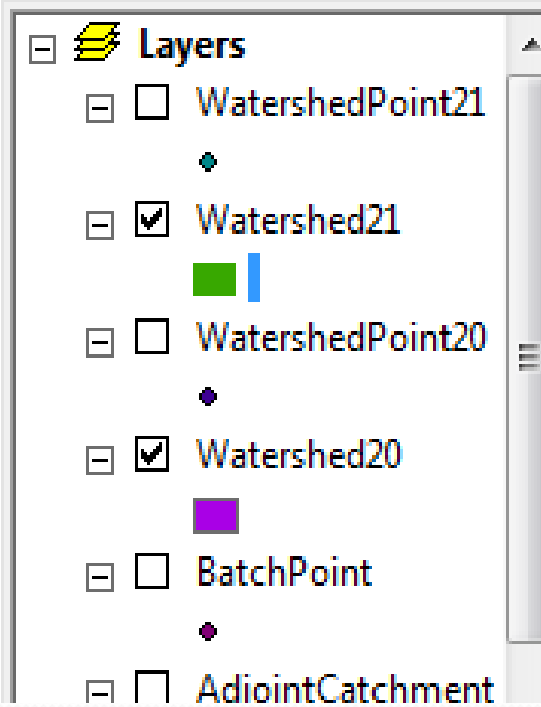 Layers
WatershedPoint21
Watershed21
WatershedPoint20
Watershed20
BatchPoint
AdjointCatchment